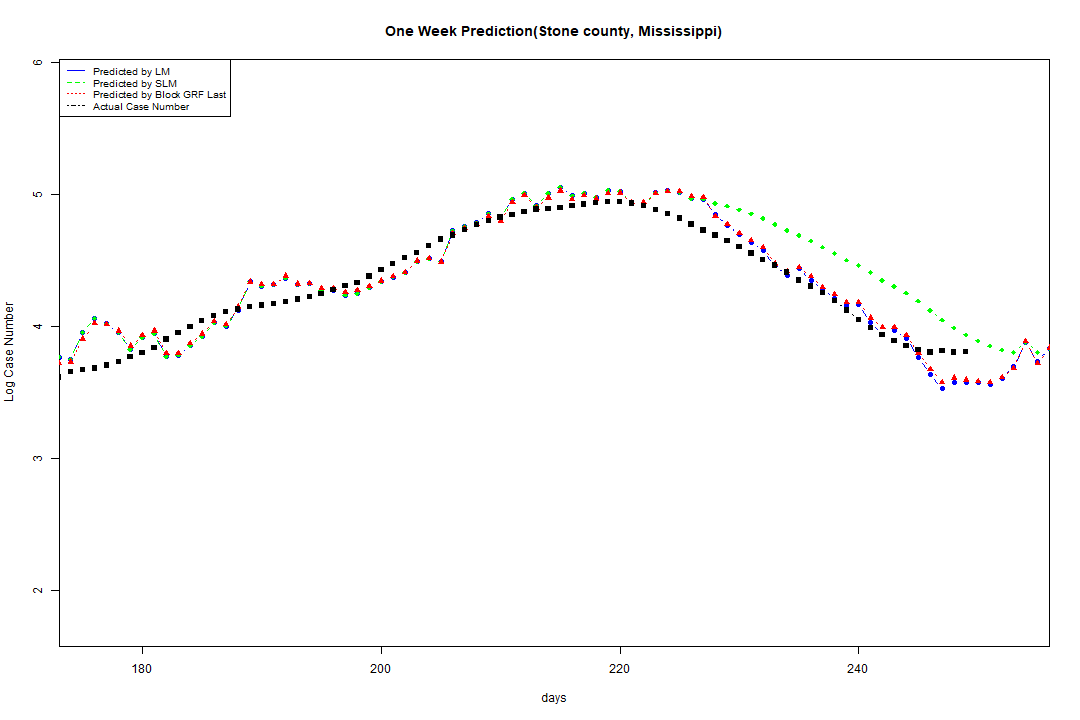 One Week Prediction(Stone county, Mississippi)
Predicted by LM
Predicted by SLM
Predicted by Block GRF Last
Actual Case Number
6
5
4
3
2
Log Case Number
180 200 220 240
days